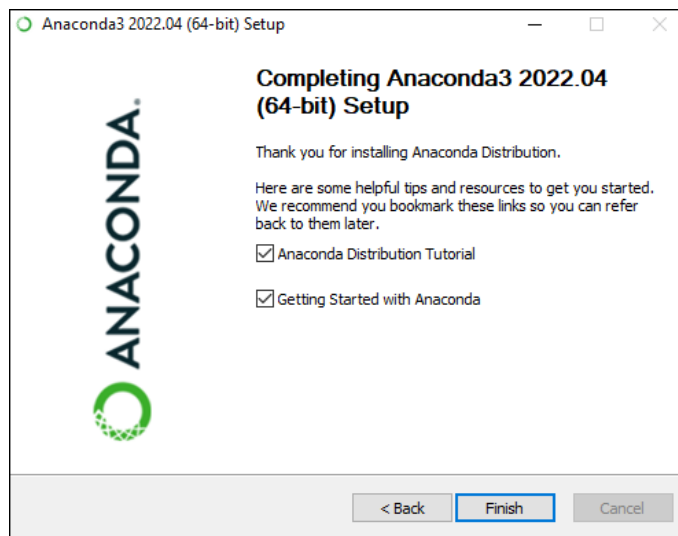 Anaconda3 2022.04 (64-bit) Setup
ANACONDA.
Completing Anaconda3 2022.04
(64-bit) Setup
Thank you for installing Anaconda Distribution.
Here are some helpful tips and resources to get you started.
We recommend you bookmark these links so you can refer
back to them later.
Anaconda Distribution Tutorial
Getting Started with Anaconda
< Back
Finish
Cancel